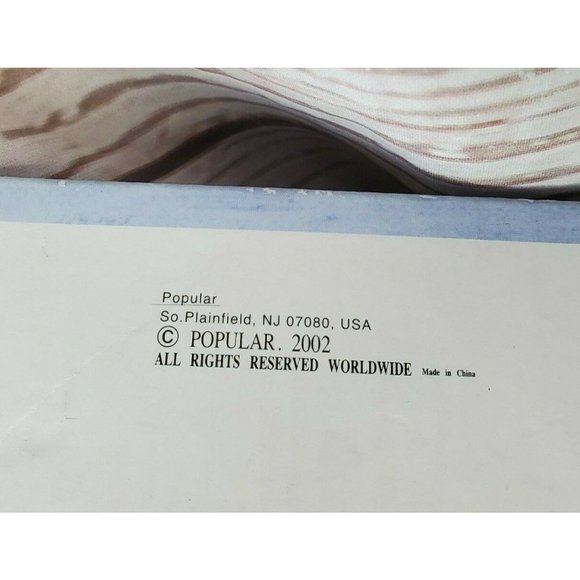 Popular
So.Plainfield, NJ 07080, USA
© POPULAR. 2002
ALL RIGHTS RESERVED WORLDWIDE Made in China